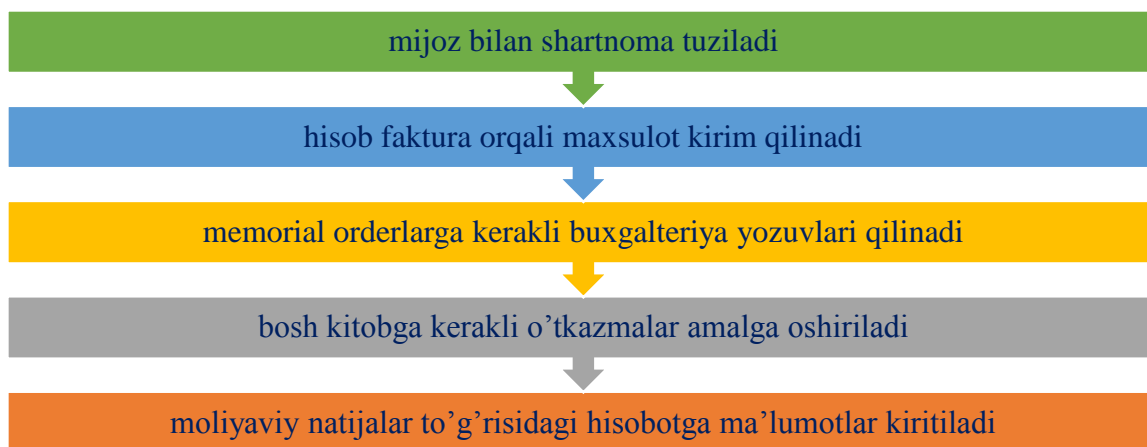 mijoz bilan shartnoma tuziladi
hisob faktura orqali maxsulot kirim qilinadi
memorial orderlarga kerakli buxgalteriya yozuvlari qilinadi
bosh kitobga kerakli o’tkazmalar amalga oshiriladi
moliyaviy natijalar to’g’risidagi hisobotga ma’lumotlar kiritiladi